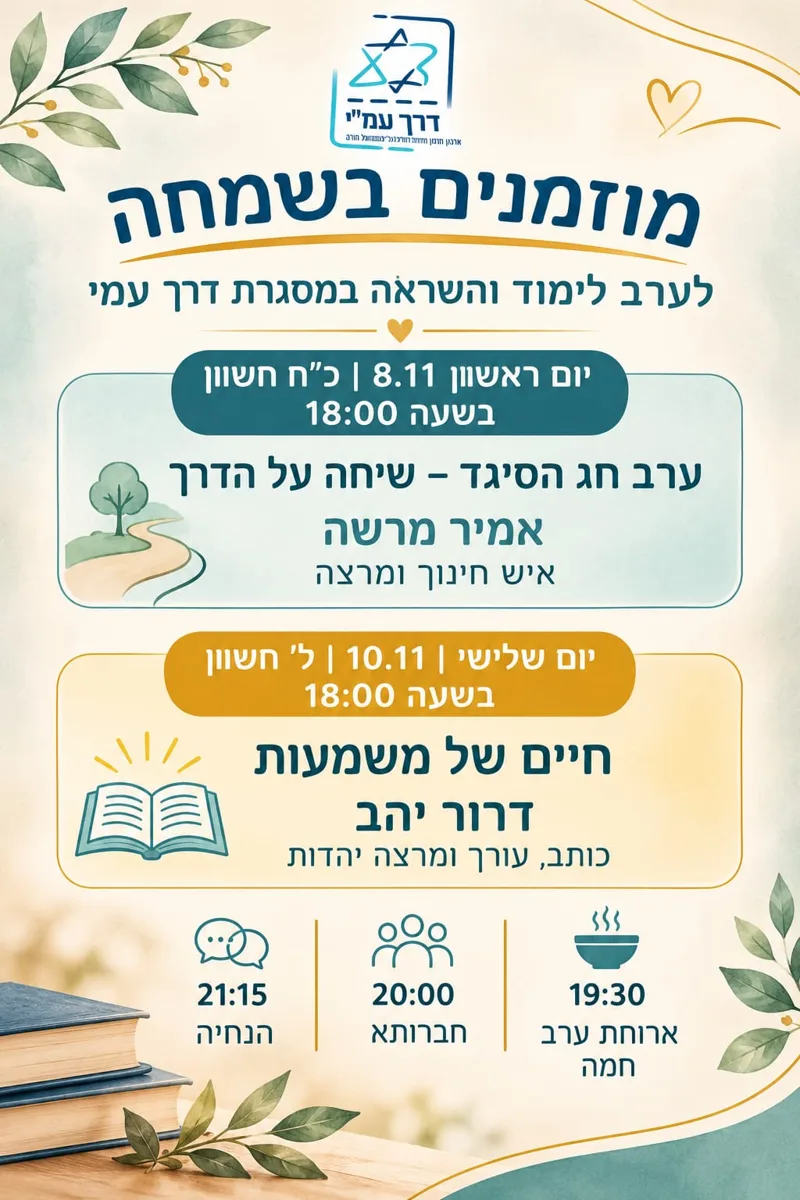 דרך עמ"י
מוזמנים בשמחה
לערב לימוד והשראה במסגרת דרך עמי
יום ראשוון 8.11 | כ"ח חשוון
בשעה 18:00
ערב חג הסיגד – שיחה על הדרך
אמיר מרשה
איש חינוך ומרצה
יום שלישי | 10.11 | ל' חשוון
בשעה 18:00
חיים של משמעות
דרור יהב
כותב, עורך ומרצה יהדות
19:30
ארוחת ערב
חמה
20:00
חברותא
21:15
הנחיה